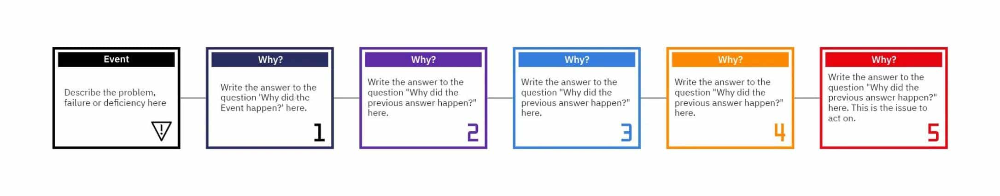 Event
Describe the problem,
failure or deficiency here
!
Why?
Write the answer to the
question 'Why did the
Event happen?' here.
1
Why?
Write the answer to the
question "Why did the
previous answer happen?"
here.
2
Why?
Write the answer to the
question "Why did the
previous answer happen?"
here.
3
Why?
Write the answer to the
question "Why did the
previous answer happen?"
here.
4
Why?
Write the answer to the
question "Why did the
previous answer happen?"
here. This is the issue to
act on.
5